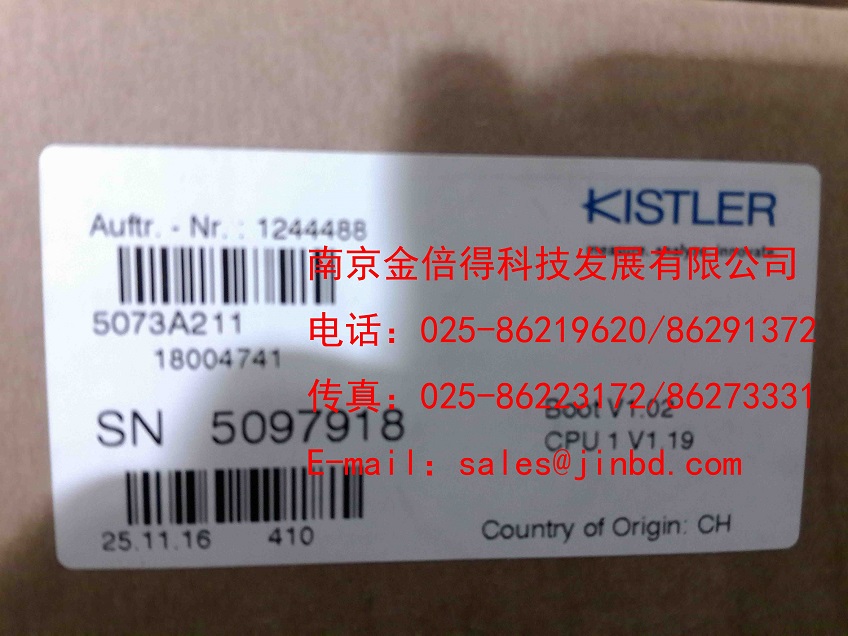 KISTLER
Auftr. - Nr. : 1244488
5073A211
18004741
南京金倍得科技发展有限公司
电话：025-86219620/86291372
传真：025-86223172/86273331
SN 5097918
Boot V1.02
CPU 1 V1.19
E-mail：sales@jinbd.com
25.11.16 410
Country of Origin: CH